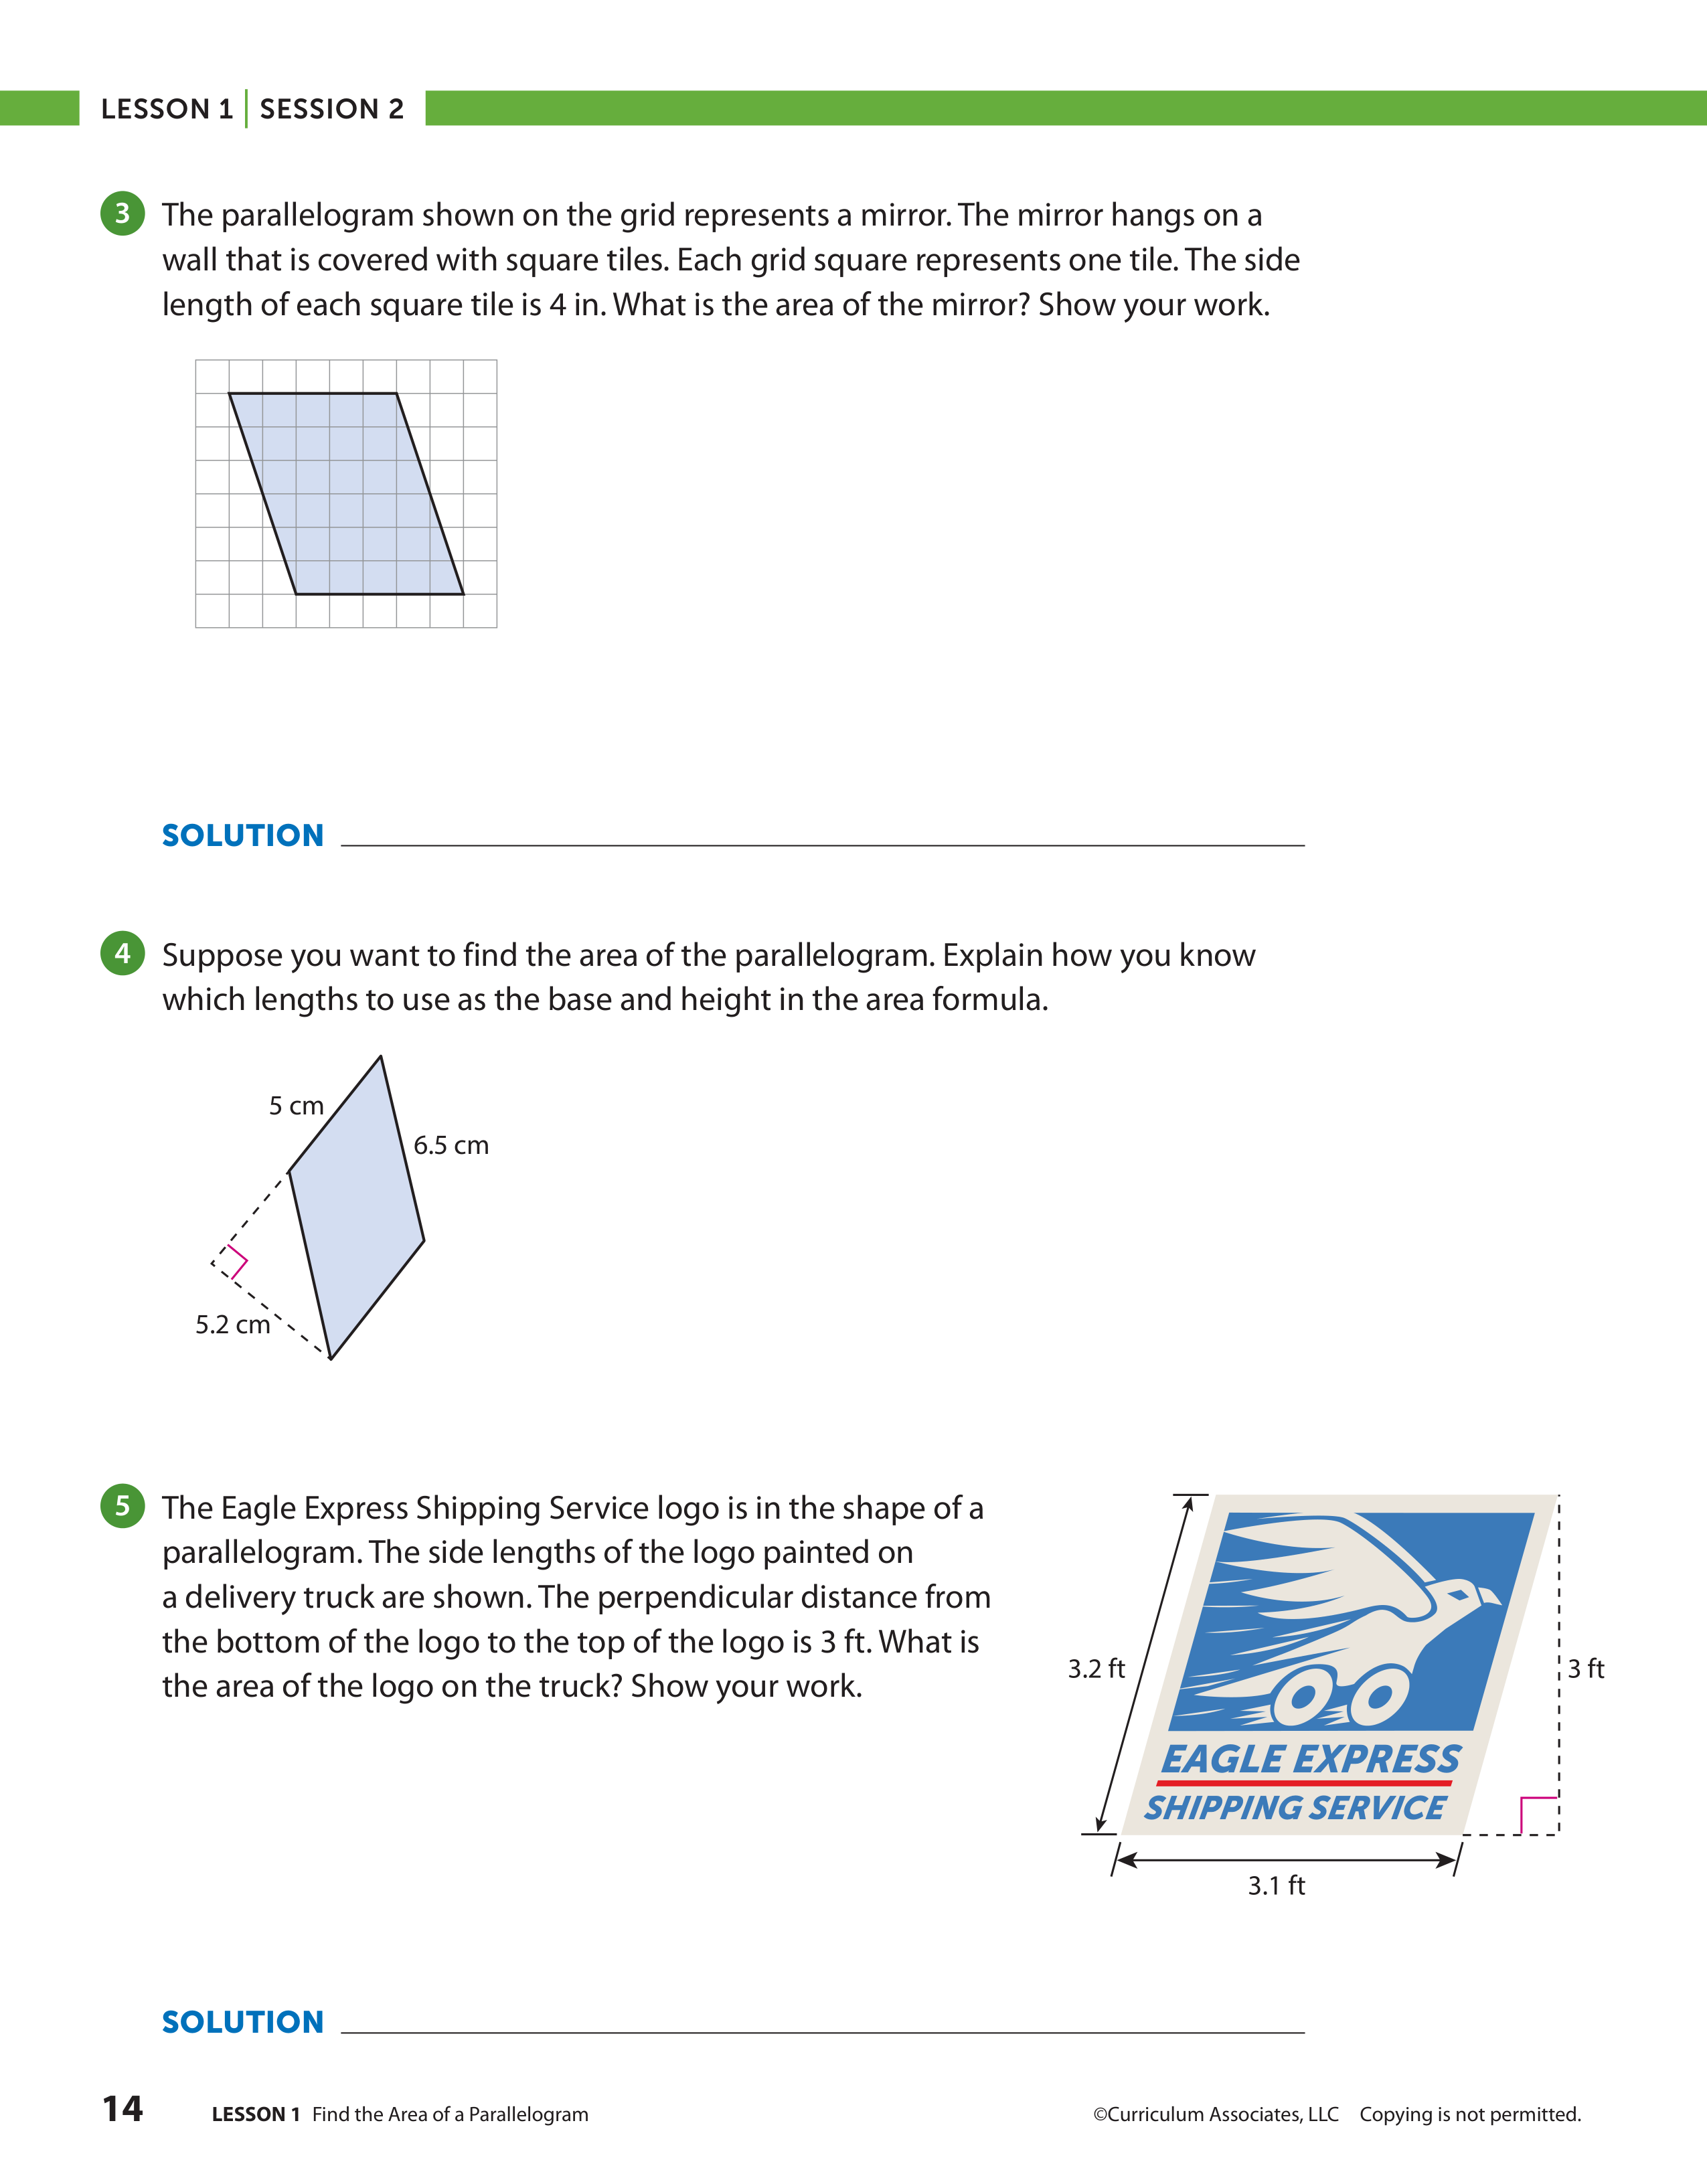 LESSON 1 | SESSION 2
3 The parallelogram shown on the grid represents a mirror. The mirror hangs on a
wall that is covered with square tiles. Each grid square represents one tile. The side
length of each square tile is 4 in. What is the area of the mirror? Show your work.
SOLUTION
4 Suppose you want to find the area of the parallelogram. Explain how you know
which lengths to use as the base and height in the area formula.
5 cm
6.5 cm
5.2 cm
5 The Eagle Express Shipping Service logo is in the shape of a
parallelogram. The side lengths of the logo painted on
a delivery truck are shown. The perpendicular distance from
the bottom of the logo to the top of the logo is 3 ft. What is
the area of the logo on the truck? Show your work.
3.2 ft
3 ft
EAGLE EXPRESS
SHIPPING SERVICE
3.1 ft
SOLUTION
14 LESSON 1 Find the Area of a Parallelogram ©Curriculum Associates, LLC Copying is not permitted.